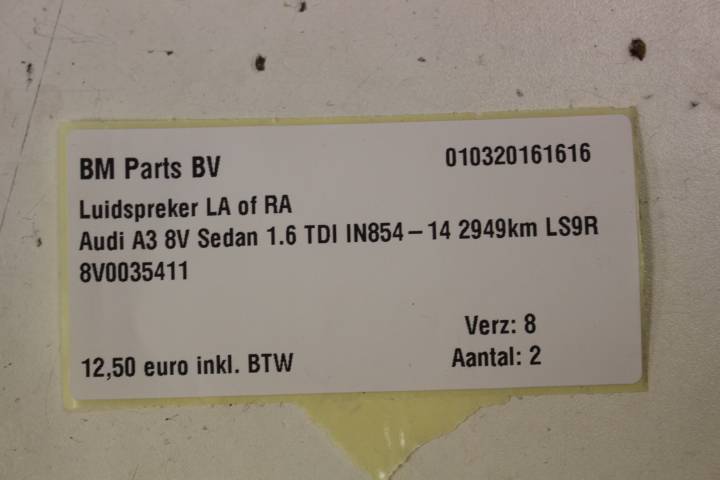 BM Parts BV 010320161616
Luidspreker LA of RA
Audi A3 8V Sedan 1.6 TDI IN854-14 2949km LS9R
8V0035411
Verz: 8
12,50 euro inkl. BTW Aantal: 2